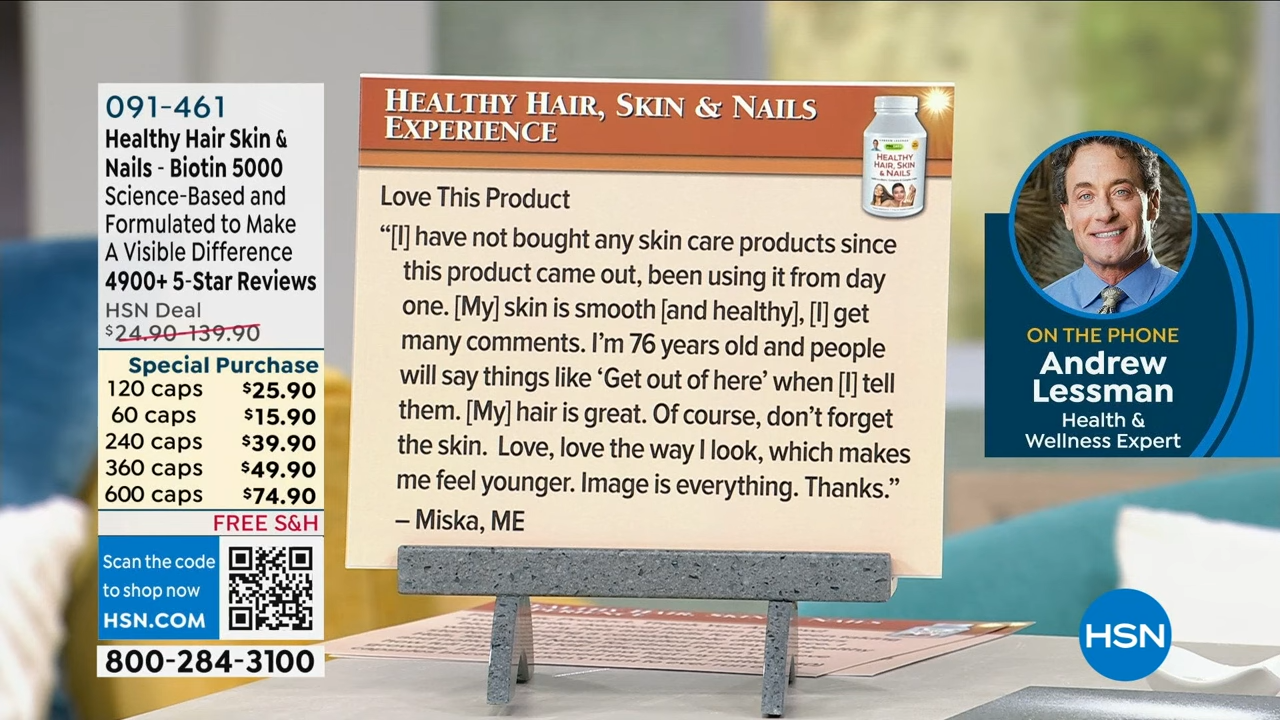 091-461
Healthy Hair Skin &
Nails - Biotin 5000
Science-Based and
Formulated to Make
A Visible Difference
4900+ 5-Star Reviews
HSN Deal
$24.90-139.90
Special Purchase
120 caps $25.90
60 caps $15.90
240 caps $39.90
360 caps $49.90
600 caps $74.90
FREE S&H
Scan the code
to shop now
HSN.COM
800-284-3100
HEALTHY HAIR, SKIN & NAILS
EXPERIENCE
HEALTHY
HAIR, SKIN
& NAILS
Love This Product
“[I] have not bought any skin care products since
this product came out, been using it from day
one. [My] skin is smooth [and healthy], [I] get
many comments. I’m 76 years old and people
will say things like ‘Get out of here’ when [I] tell
them. [My] hair is great. Of course, don’t forget
the skin. Love, love the way I look, which makes
me feel younger. Image is everything. Thanks.”
– Miska, ME
ON THE PHONE
Andrew
Lessman
Health &
Wellness Expert
HSN